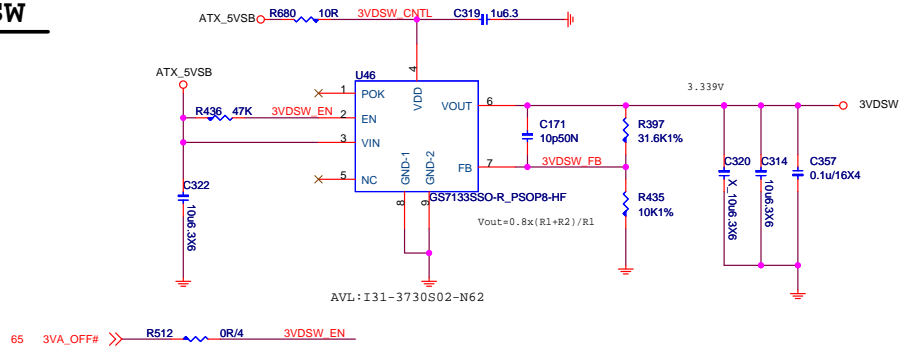 SW
ATX_5VSB
R680
10R
3VDSW_CNTL
C319
1u6.3
ATX_5VSB
U46
4
VDD
1
POK
VOUT
6
3.339V
3VDSW
R436
47K
3VDSW_EN
2
EN
C171
10p50N
R397
31.6K1%
3
VIN
FB
7
3VDSW_FB
C320
X_10u6.3X6
C314
10u6.3X6
C357
0.1u/16X4
C322
10u6.3X6
5
NC
GND-1
GND-2
8
9
GS7133SSO-R_PSOP8-HF
R435
10K1%
Vout=0.8x(R1+R2)/R1
AVL:I31-3730S02-N62
65
3VA_OFF#
R512
0R/4
3VDSW_EN